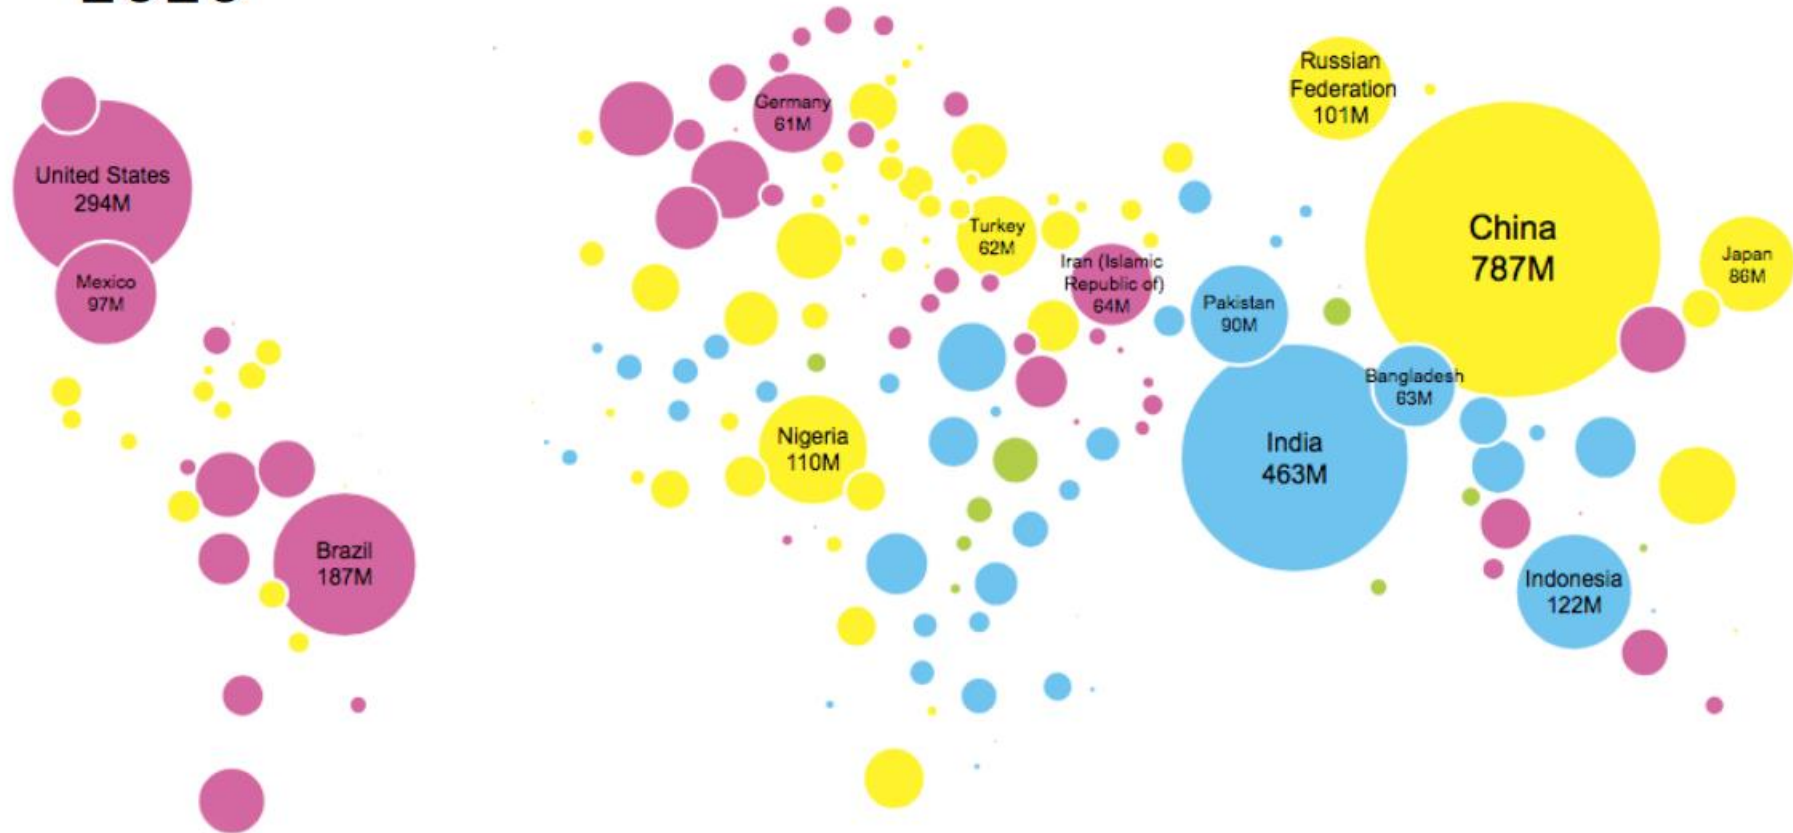 Russian
Federation
101M
Germany
61M
United States
294M
China
787M
Turkey
62M
Iran (Islamic
Republic of)
64M
Japan
86M
Mexico
97M
Pakistan
90M
Bangladesh
63M
Nigeria
110M
India
463M
Brazil
187M
Indonesia
122M